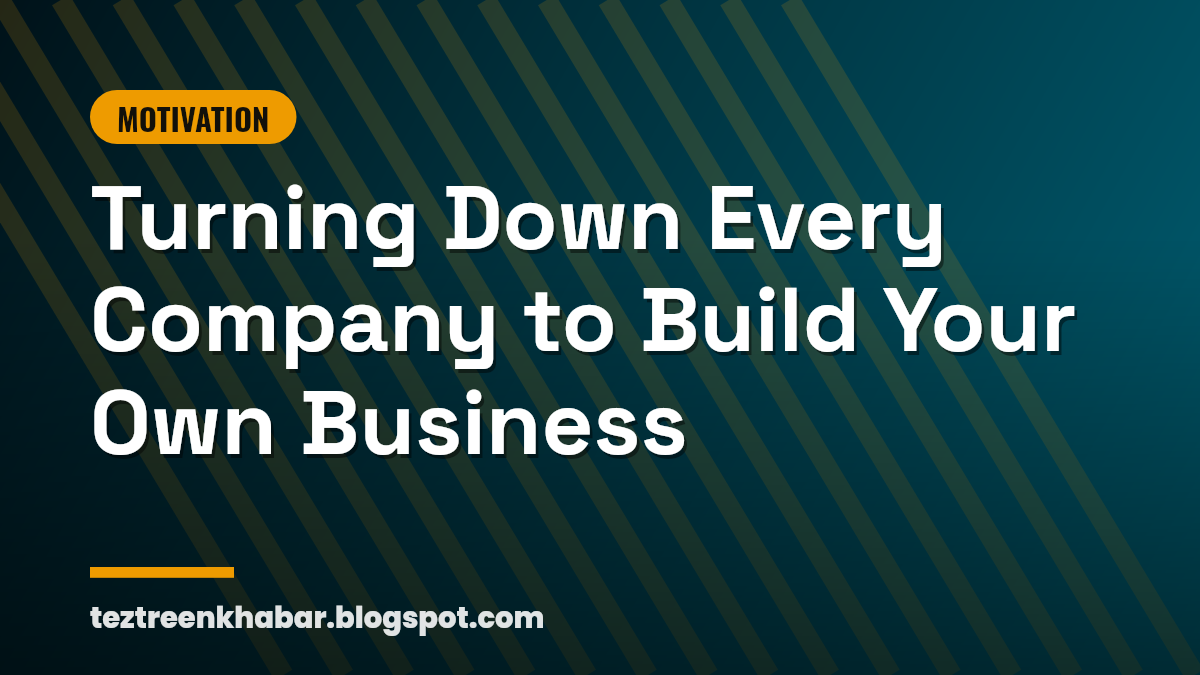 MOTIVATION
Turning Down Every
Company to Build Your
Own Business
teztreenkhabar.blogspot.com